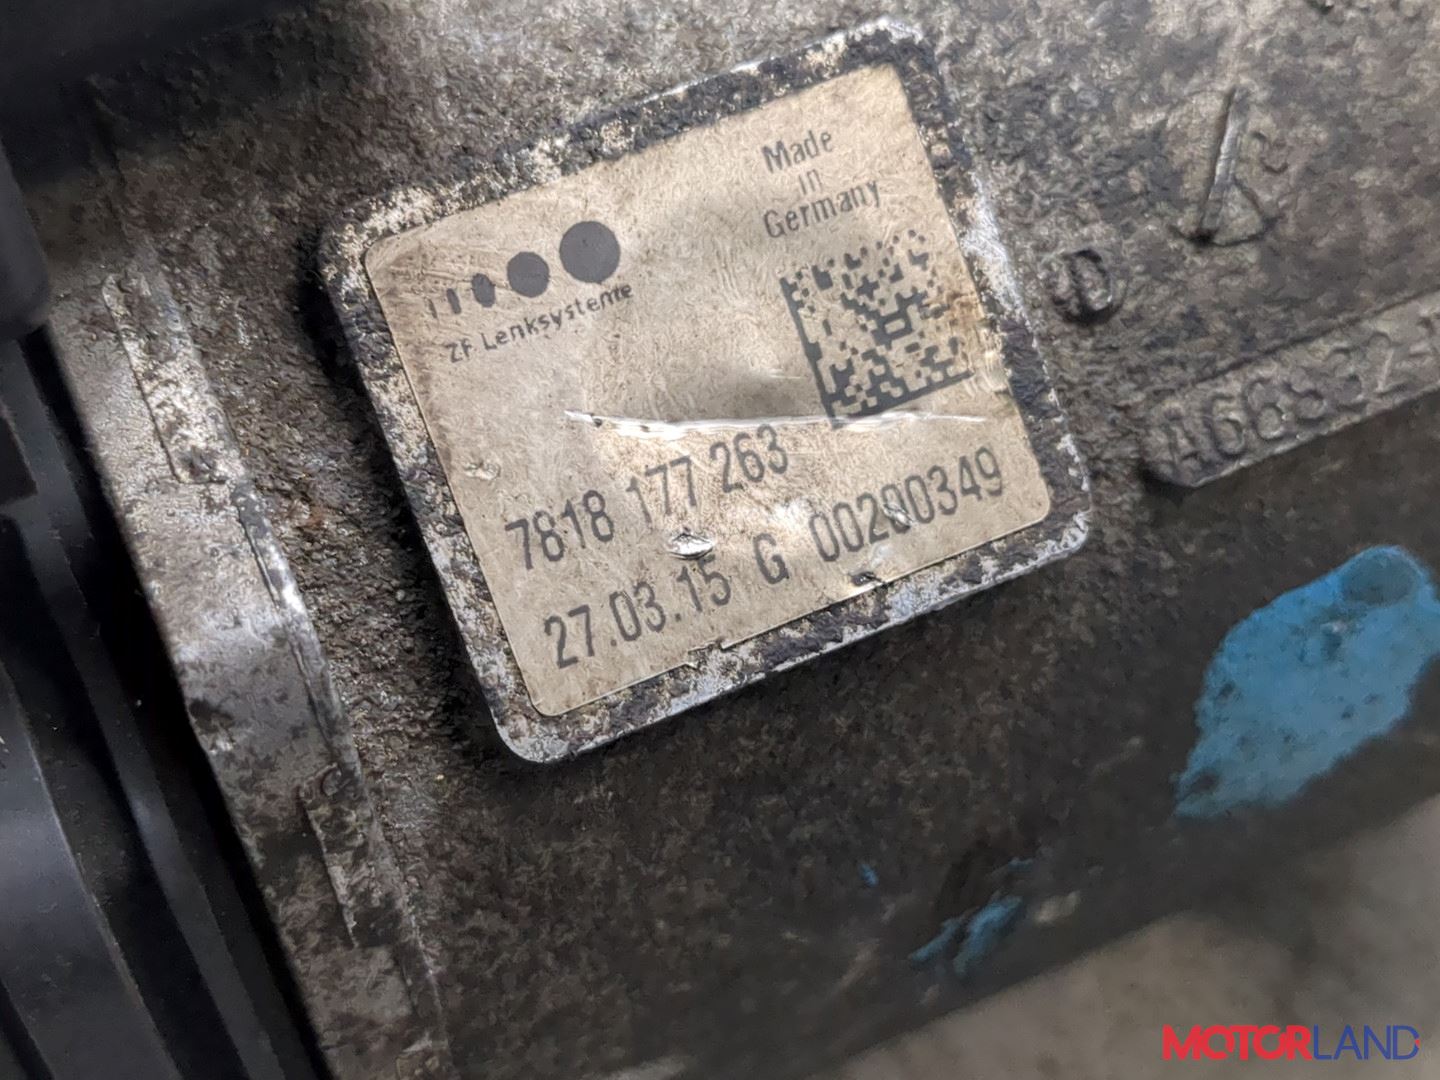 Made
in
Germany
ZF Lenksysteme
7818 177 263
27.03.15 G 00280349
D
MOTORLAND